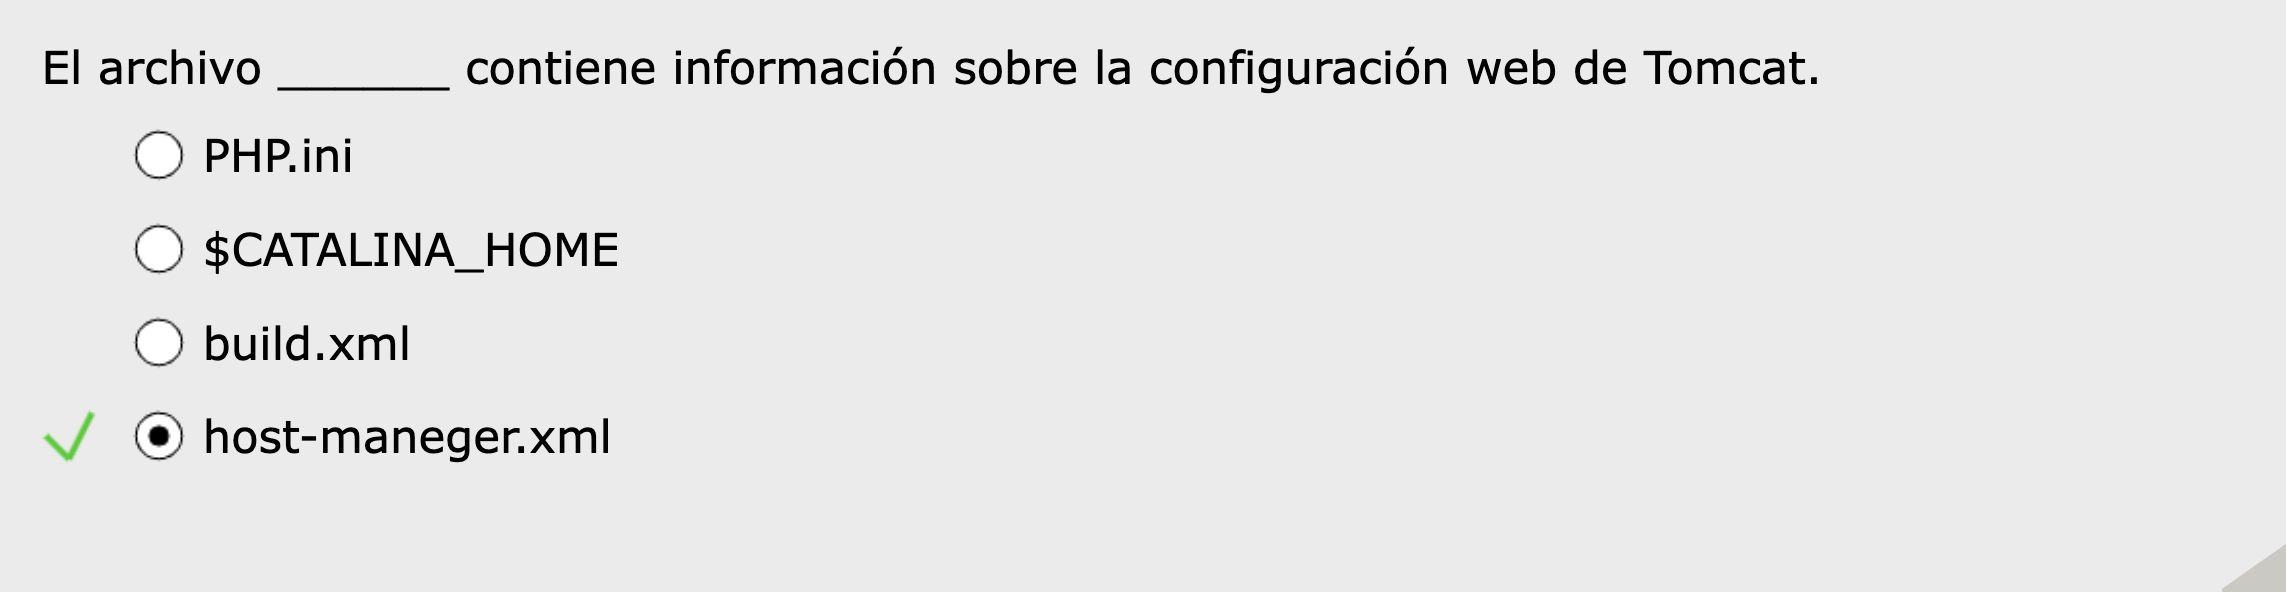 El archivo _______ contiene información sobre la configuración web de Tomcat.
PHP.ini
$CATALINA_HOME
build.xml
host-maneger.xml